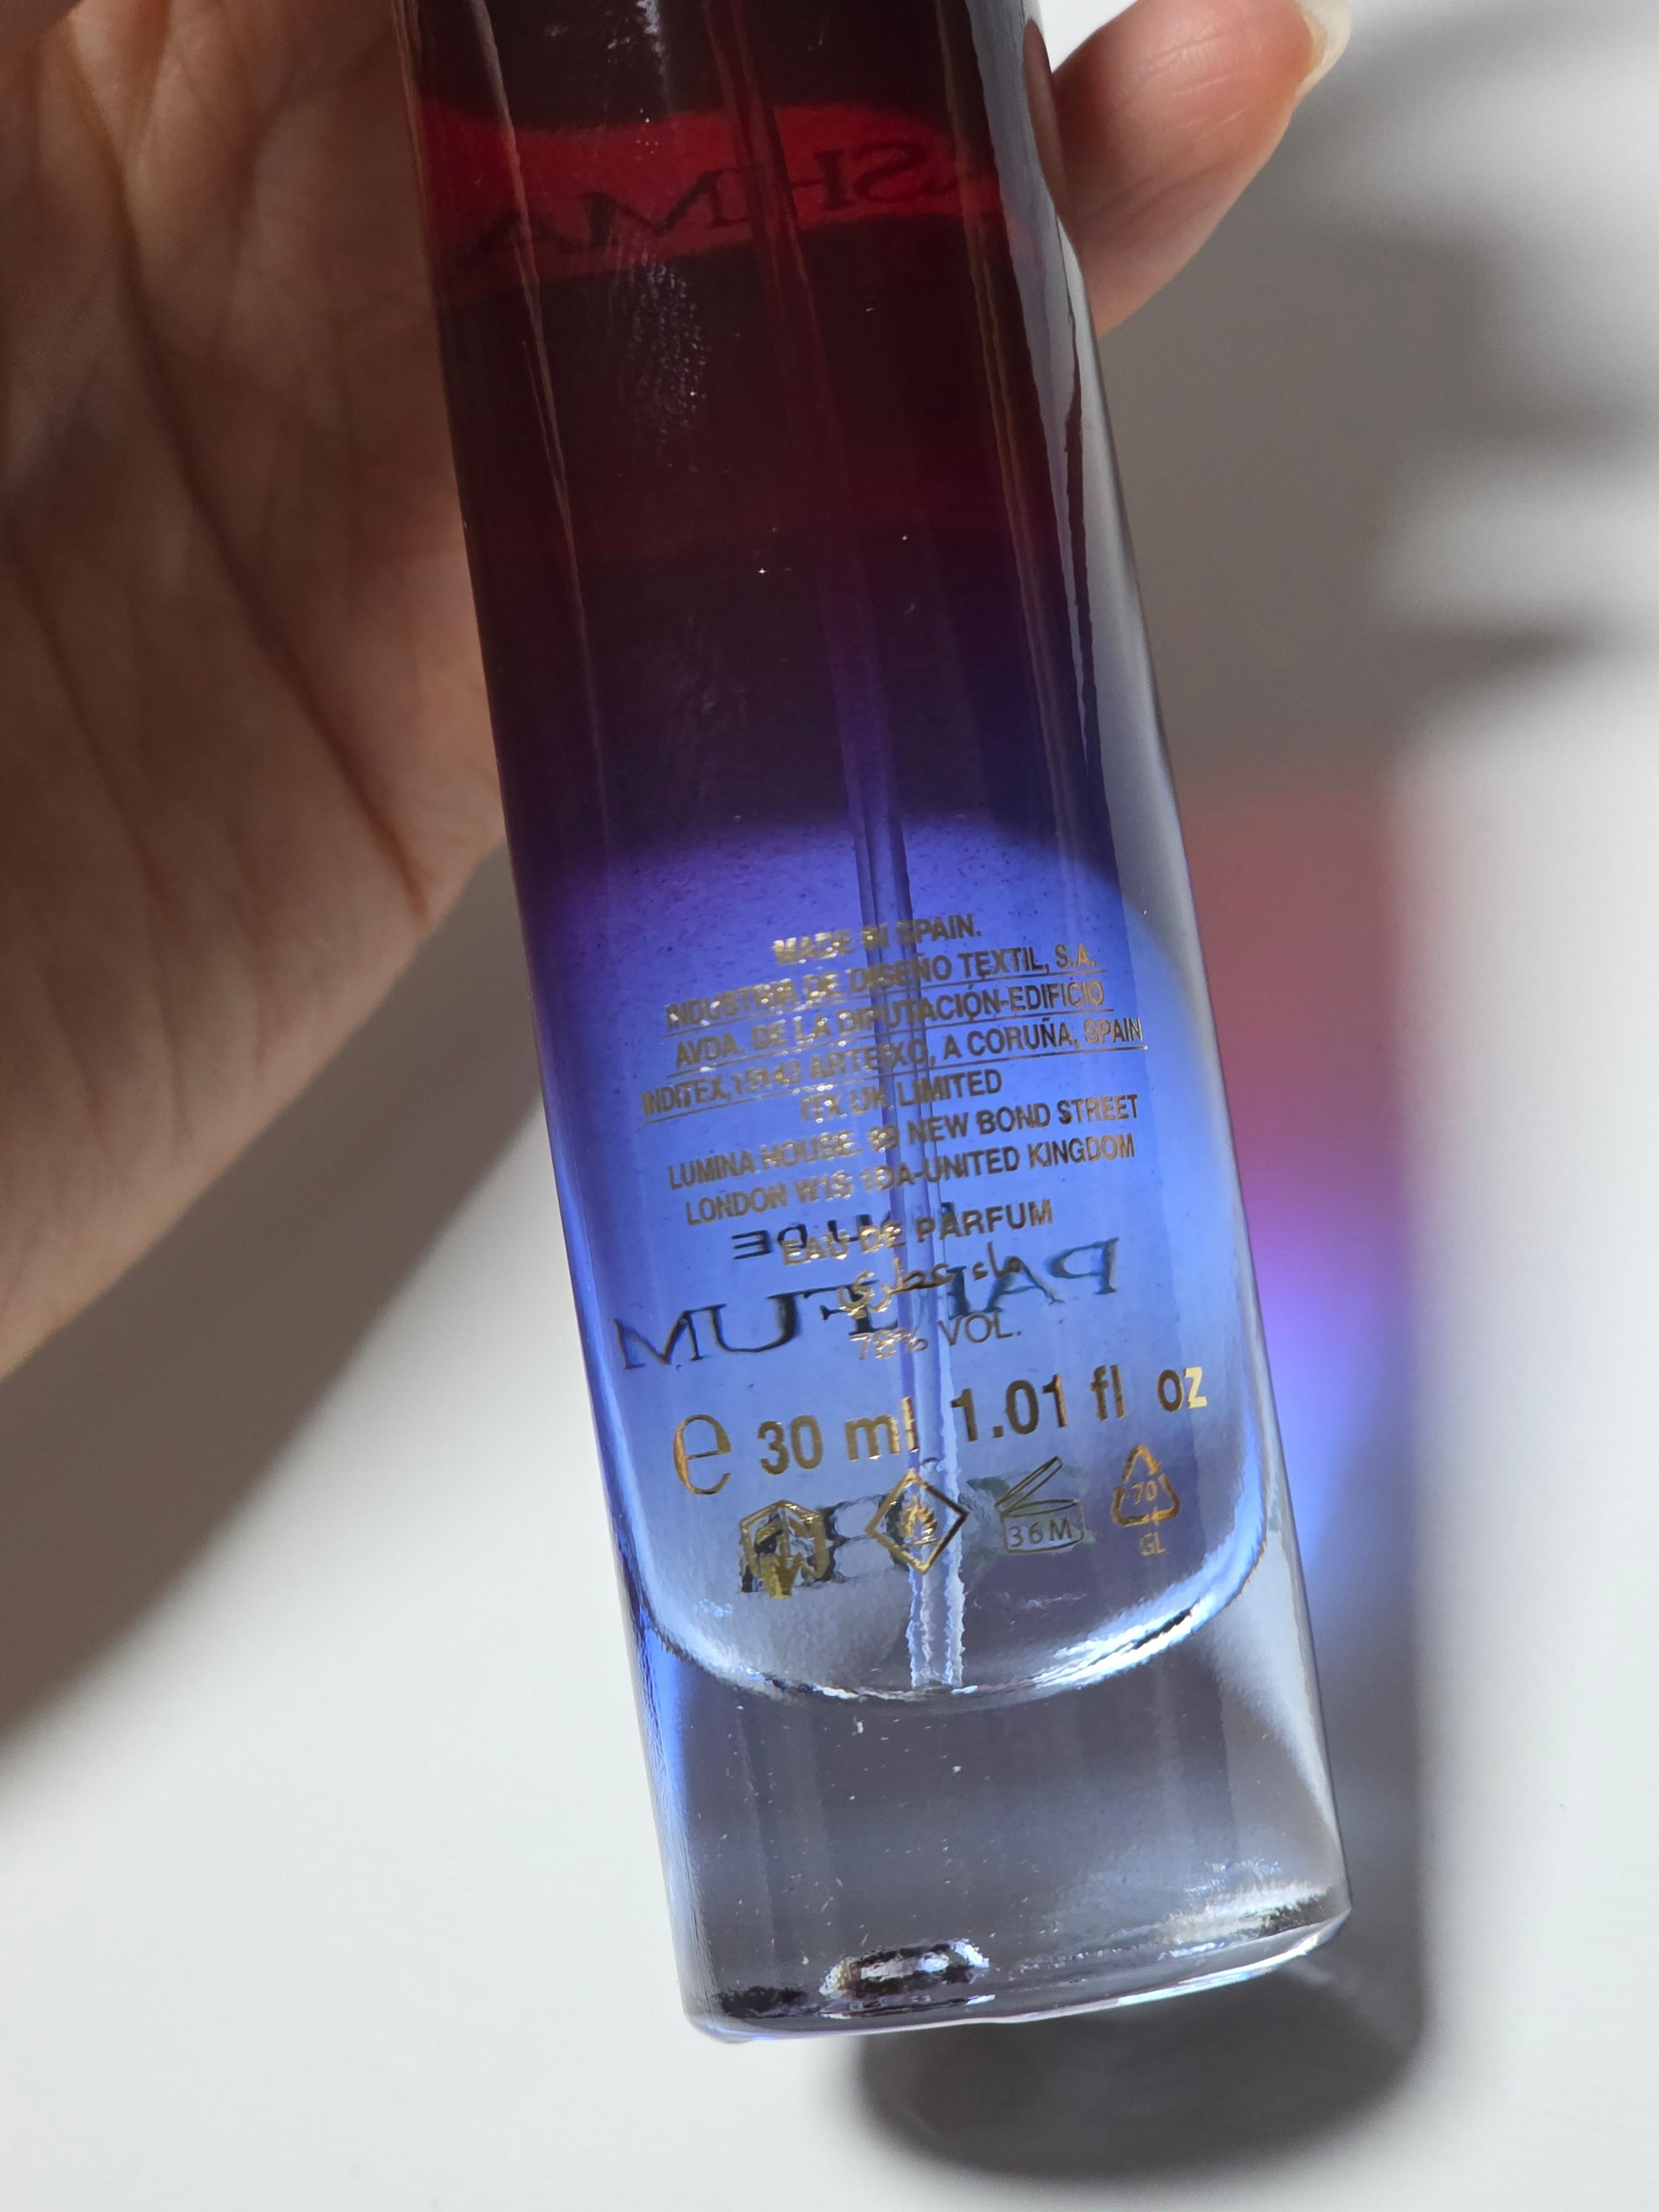 MADE IN SPAIN.
INDUSTRIA DE DISEÑO TEXTIL, S.A.
AVDA. DE LA DIPUTACIÓN-EDIFICIO
INDITEX, 15143 ARTEIXO, A CORUÑA, SPAIN
ITX UK LIMITED
LUMINA HOUSE, 89 NEW BOND STREET
LONDON W1S 1DA-UNITED KINGDOM
EAU DE PARFUM
ماء عطري
78% VOL.
PARFUM
e 30 ml 1.01 fl oz
36M
70
GL